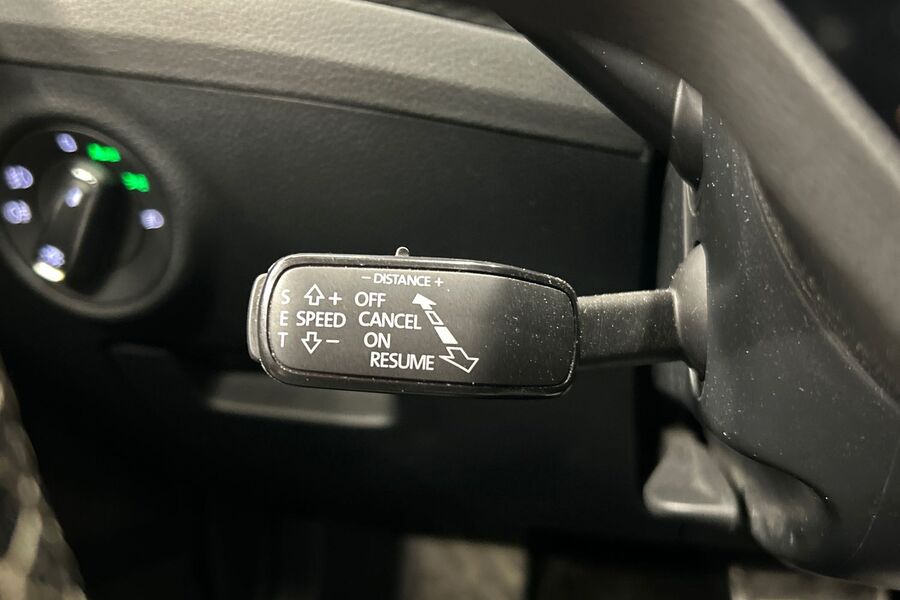 − DISTANCE +
S + OFF
E SPEED CANCEL
T − ON
RESUME